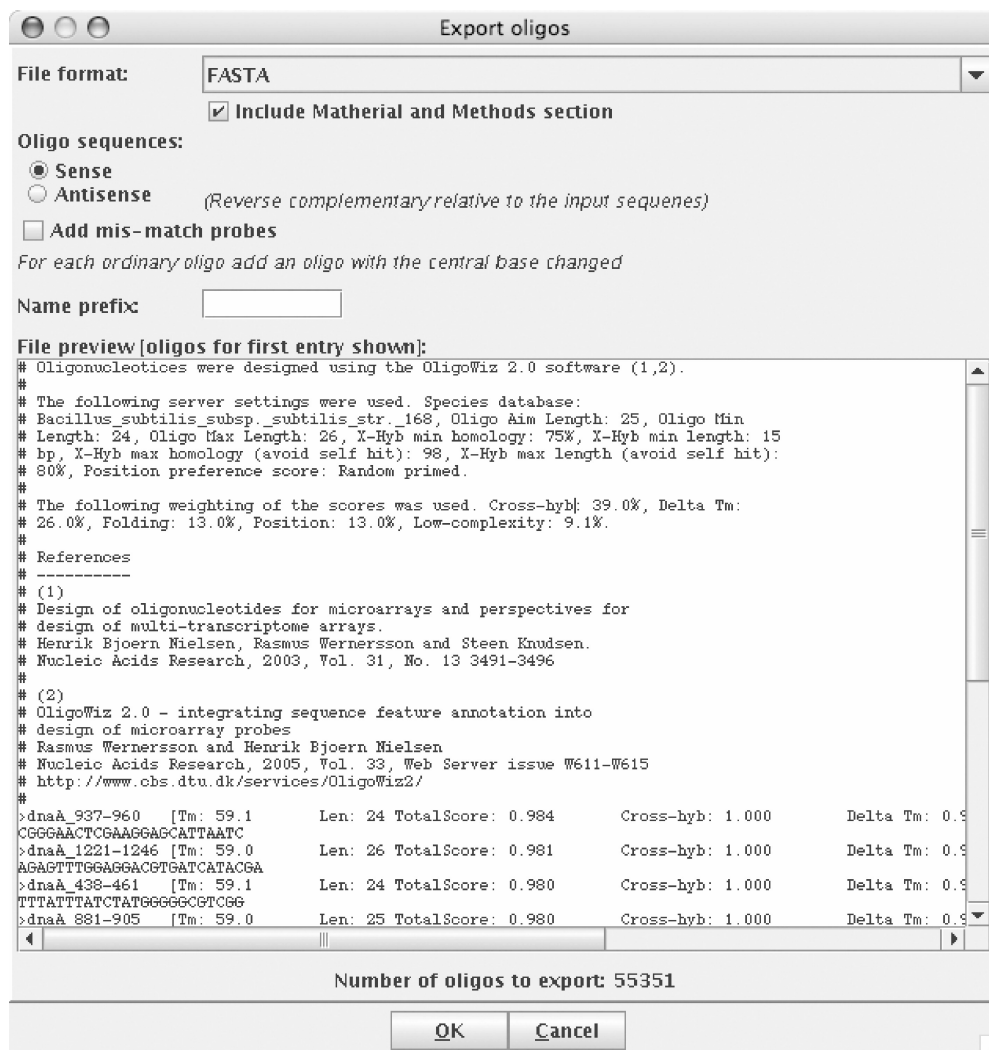 Export oligos
File format: FASTA
Include Matherial and Methods section
Oligo sequences:
Sense
Antisense (Reverse complementary relative to the input sequenes)
Add mis-match probes
For each ordinary oligo add an oligo with the central base changed
Name prefix:
File preview [oligos for first entry shown]:
# Oligonucleotices were designed using the OligoWiz 2.0 software (1,2).
#
# The following server settings were used. Species database:
# Bacillus_subtilis_subsp._subtilis_str._168, Oligo Aim Length: 25, Oligo Min
# Length: 24, Oligo Max Length: 26, X-Hyb min homology: 75%, X-Hyb min length: 15
# bp, X-Hyb max homology (avoid self hit): 98, X-Hyb max length (avoid self hit):
# 80%, Position preference score: Random primed.
#
# The following weighting of the scores was used. Cross-hyb: 39.0%, Delta Tm:
# 26.0%, Folding: 13.0%, Position: 13.0%, Low-complexity: 9.1%.
#
# References
# ----------
# (1)
# Design of oligonucleotides for microarrays and perspectives for
# design of multi-transcriptome arrays.
# Henrik Bjoern Nielsen, Rasmus Wernersson and Steen Knudsen.
# Nucleic Acids Research, 2003, Vol. 31, No. 13 3491-3496
#
# (2)
# OligoWiz 2.0 - integrating sequence feature annotation into
# design of microarray probes
# Rasmus Wernersson and Henrik Bjoern Nielsen
# Nucleic Acids Research, 2005, Vol. 33, Web Server issue W611-W615
# http://www.cbs.dtu.dk/services/OligoWiz2/
#
>dnaA_937-960 [Tm: 59.1 Len: 24 TotalScore: 0.984 Cross-hyb: 1.000 Delta Tm: 0.9
CGGGAACTCGAAGGAGCATTAATC
>dnaA_1221-1246 [Tm: 59.0 Len: 26 TotalScore: 0.981 Cross-hyb: 1.000 Delta Tm: 0.9
AGAGTTTGGAGGACGTGATCATACGA
>dnaA_438-461 [Tm: 59.1 Len: 24 TotalScore: 0.980 Cross-hyb: 1.000 Delta Tm: 0.9
TTTATTTATCTATGGGGGCGTCGG
>dnaA_881-905 [Tm: 59.0 Len: 25 TotalScore: 0.980 Cross-hyb: 1.000 Delta Tm: 0.9
Number of oligos to export: 55351
OK Cancel